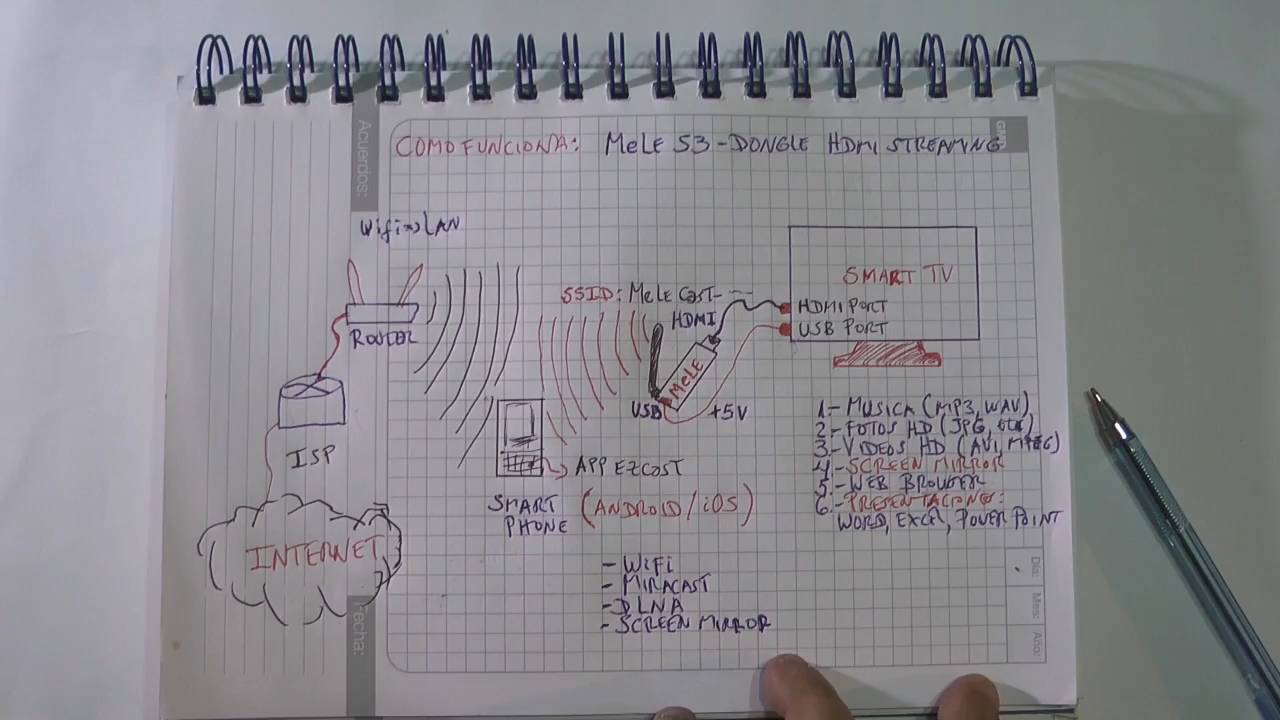 Acuerdos:
COMO FUNCIONA: MeLE S3-DONGLE HDMI STREAMING
Wifi=>LAN
SMART TV
SSID: MeLE Cast- --
HDMI PORT
HDMI
USB PORT
ROUTER
MeLE
USB
+5V
1.- MUSICA (MP3, WAV)
2.- FOTOS HD (JPG, etc)
3.- VIDEOS HD (AVI, MPEG)
ISP
APP EZCAST
4.- SCREEN MIRROR
5.- WEB BROWSER
6.- PRESENTACIONES:
WORD, EXCEL, POWER POINT
SMART
PHONE
(ANDROID/iOS)
INTERNET
- WiFi
- MIRACAST
- DLNA
- SCREEN MIRROR
Fecha:
Dia:
Mes:
Año: